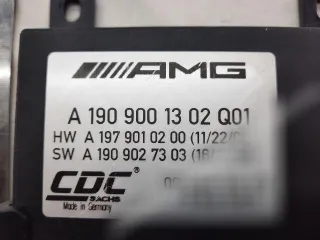 AMG
A 190 900 13 02 Q01
HW A 197 901 02 00 (11/22/
SW A 190 902 73 03 (16/
CDC®
SACHS
Made in Germany